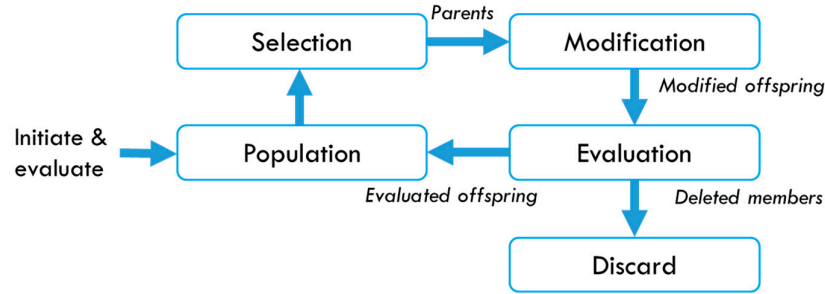 Parents
Selection
Modification
Modified offspring
Initiate &
evaluate
Population
Evaluation
Evaluated offspring
Deleted members
Discard